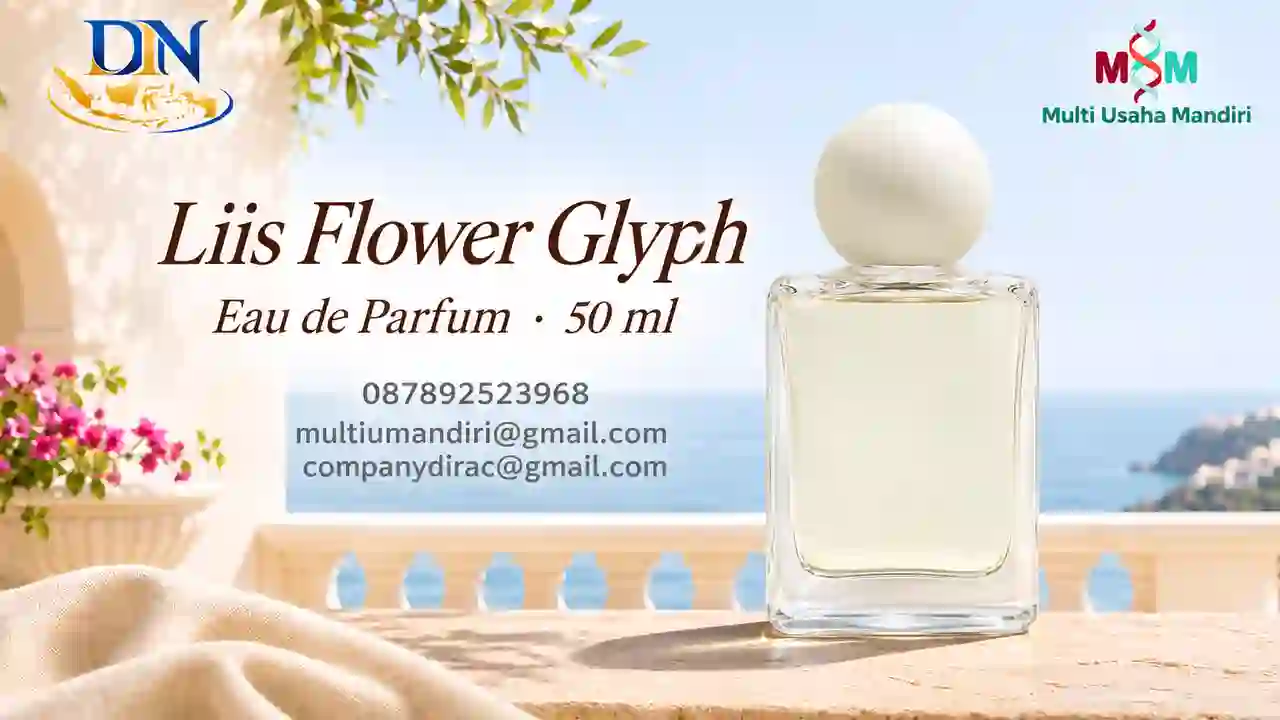 DN
MSM
Multi Usaha Mandiri
Liis Flower Glyph
Eau de Parfum · 50 ml
087892523968
multiumandiri@gmail.com
companydirac@gmail.com